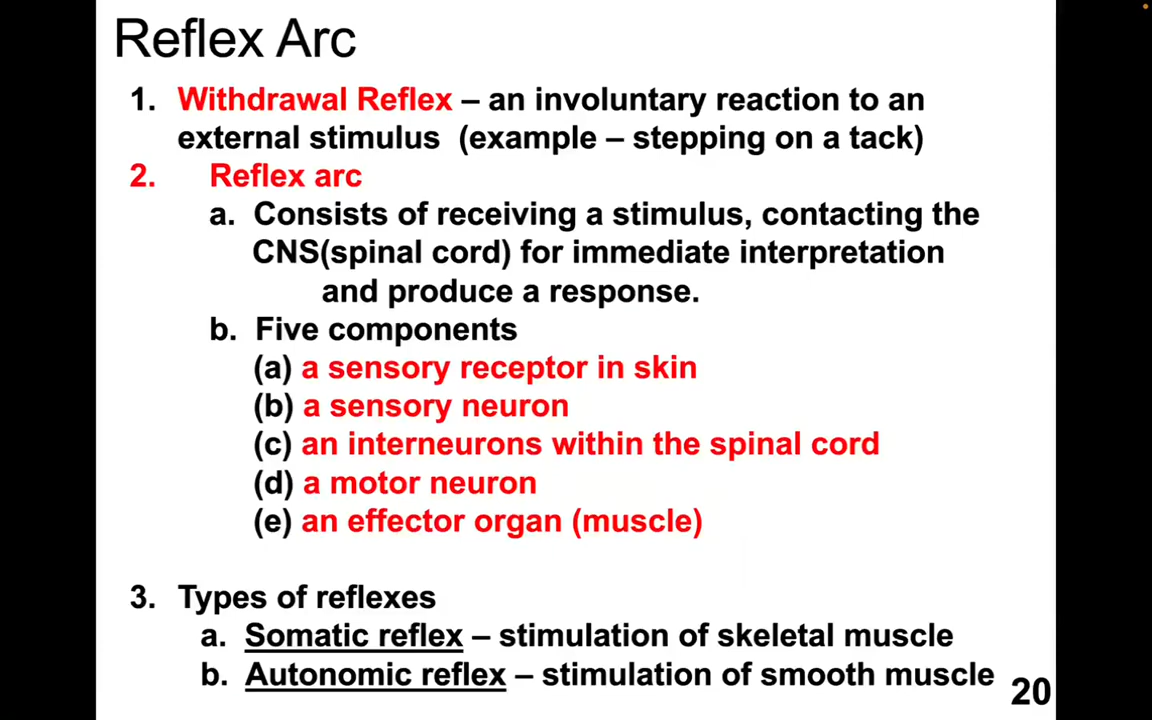 Reflex Arc
1. Withdrawal Reflex – an involuntary reaction to an
external stimulus (example – stepping on a tack)
2. Reflex arc
a. Consists of receiving a stimulus, contacting the
CNS(spinal cord) for immediate interpretation
and produce a response.
b. Five components
(a) a sensory receptor in skin
(b) a sensory neuron
(c) an interneurons within the spinal cord
(d) a motor neuron
(e) an effector organ (muscle)
3. Types of reflexes
a. Somatic reflex – stimulation of skeletal muscle
b. Autonomic reflex – stimulation of smooth muscle
20